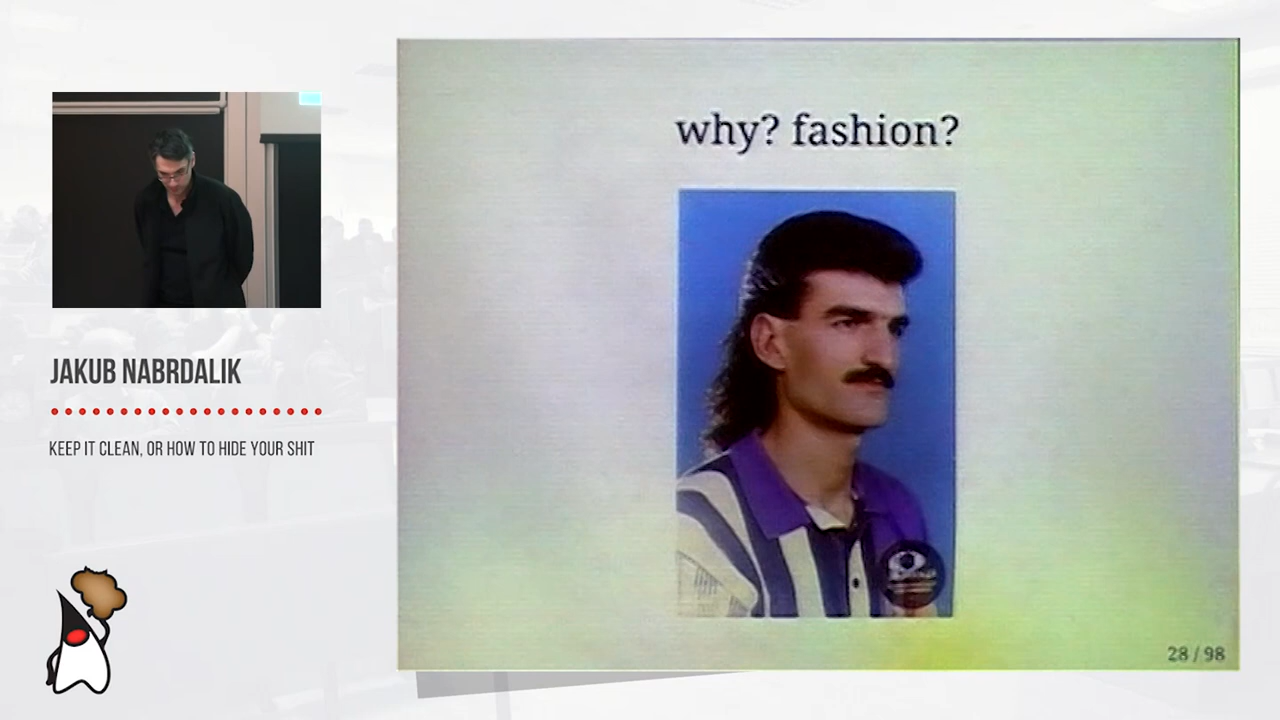 JAKUB NABRDALIK
KEEP IT CLEAN, OR HOW TO HIDE YOUR SHIT
why? fashion?
28 / 98